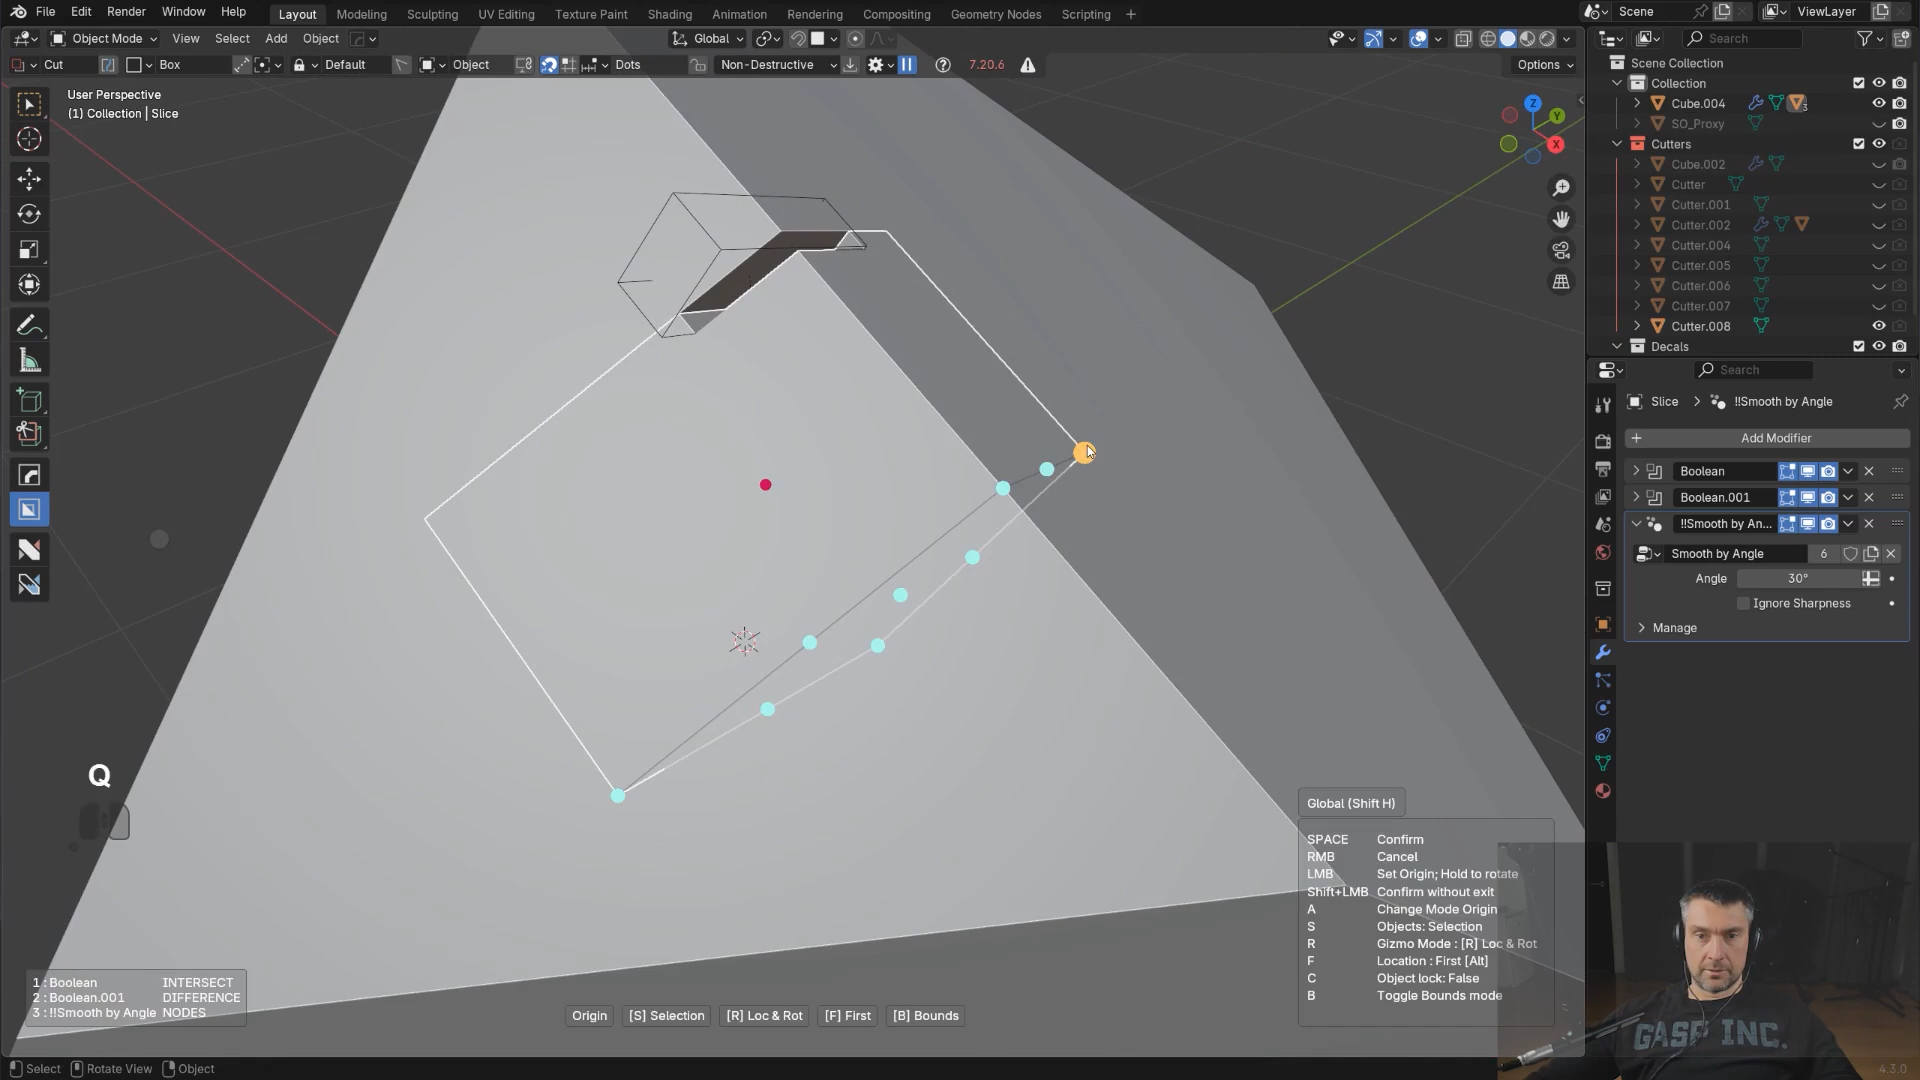 File Edit Render Window Help Layout Modeling Sculpting UV Editing Texture Paint Shading Animation Rendering Compositing Geometry Nodes Scripting Scene ViewLayer
Object Mode View Select Add Object Global Search
Cut Box Default Object Dots Non-Destructive 7.20.6 Options
User Perspective
(1) Collection | Slice
Z
Y
X
Scene Collection
Collection
Cube.004 3
SO_Proxy
Cutters
Cube.002
Cutter
Cutter.001
Cutter.002
Cutter.004
Cutter.005
Cutter.006
Cutter.007
Cutter.008
Decals
Search
Slice > !!Smooth by Angle
+ Add Modifier
Boolean
Boolean.001
!!Smooth by An...
Smooth by Angle 6
Angle 30°
Ignore Sharpness
Manage
Q
Global (Shift H)
SPACE Confirm
RMB Cancel
LMB Set Origin; Hold to rotate
Shift+LMB Confirm without exit
A Change Mode Origin
S Objects: Selection
R Gizmo Mode : [R] Loc & Rot
F Location : First [Alt]
C Object lock: False
B Toggle Bounds mode
1 : Boolean INTERSECT
2 : Boolean.001 DIFFERENCE
3 : !!Smooth by Angle NODES
Origin [S] Selection [R] Loc & Rot [F] First [B] Bounds
GASP INC.
Select Rotate View Object 4.3.0